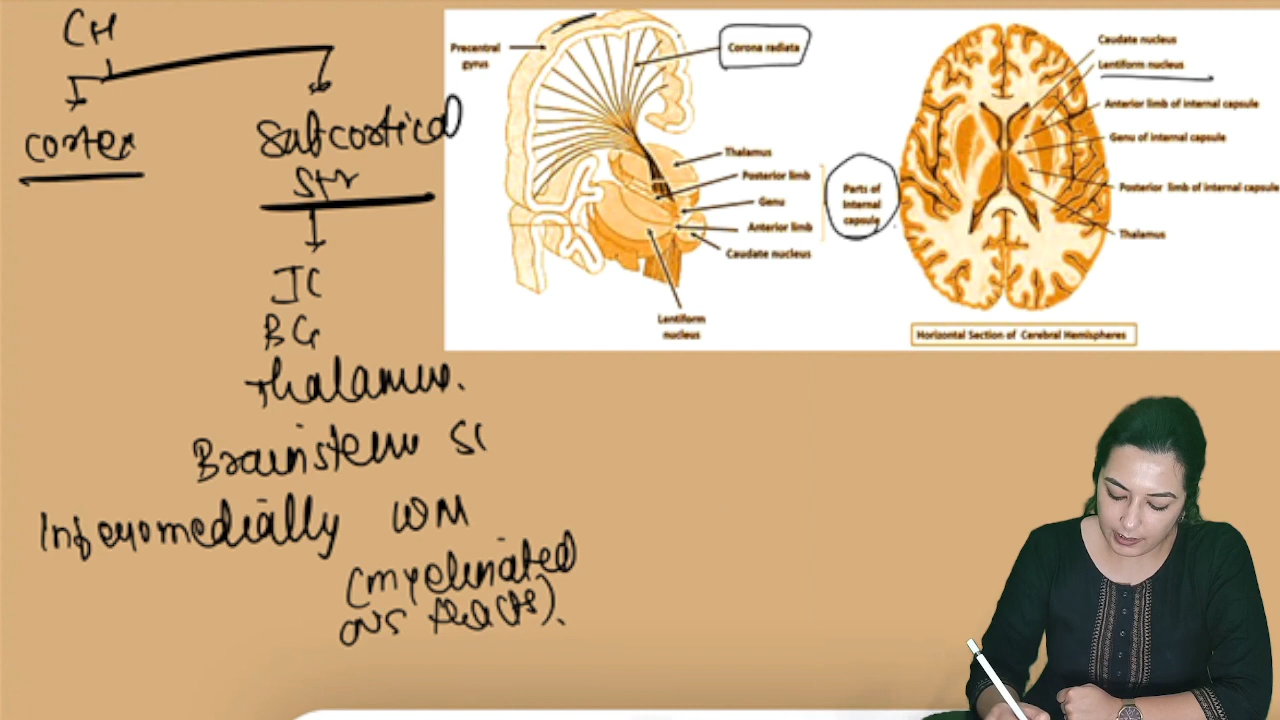 CH
cortex
Subcortical
Str
IC
BG
thalamus.
Brainstem SC
Inferomedially WM
(myelinated
tracts).
Precentral
gyrus
Corona radiata
Thalamus
Posterior limb
Genu
Anterior limb
Caudate nucleus
Parts of
Internal
capsule
Lentiform
nucleus
Caudate nucleus
Lentiform nucleus
Anterior limb of internal capsule
Genu of internal capsule
Posterior limb of internal capsule
Thalamus
Horizontal Section of Cerebral Hemispheres